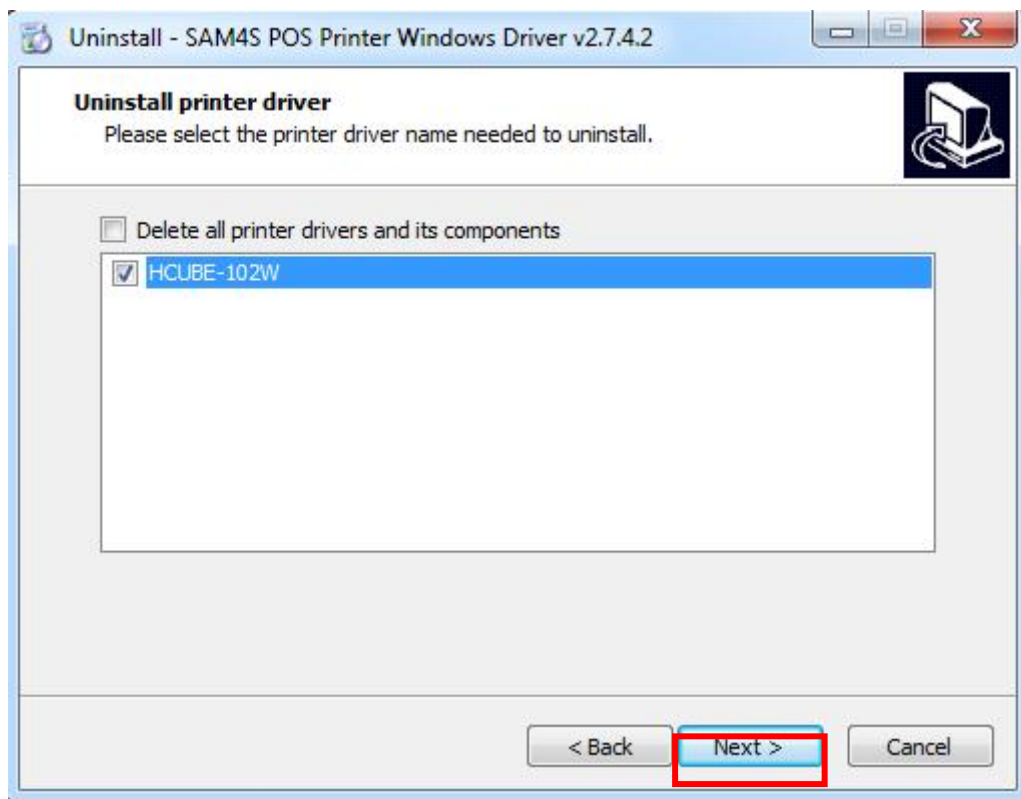 Uninstall - SAM4S POS Printer Windows Driver v2.7.4.2
Uninstall printer driver
Please select the printer driver name needed to uninstall.
Delete all printer drivers and its components
HCUBE-102W
< Back Next > Cancel